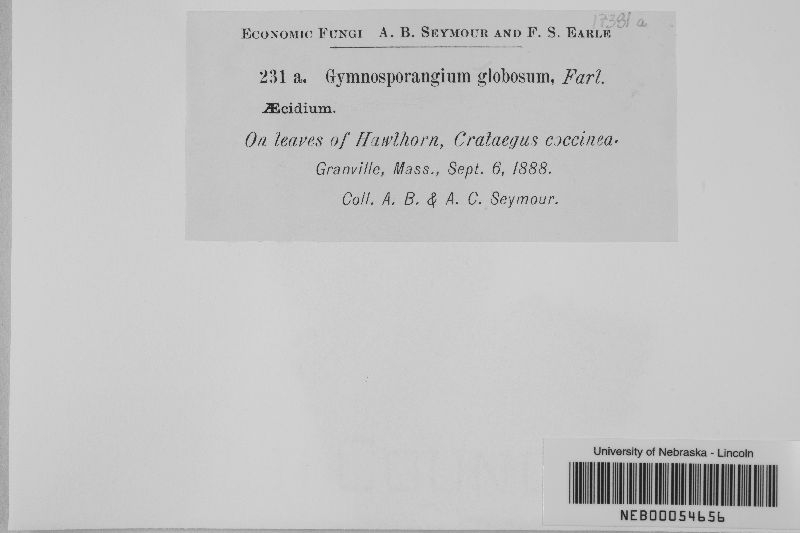 17381 a
Economic Fungi A. B. Seymour and F. S. Earle
231 a. Gymnosporangium globosum, Farl.
Æcidium.
On leaves of Hawthorn, Crataegus coccinea.
Granville, Mass., Sept. 6, 1888.
Coll. A. B. & A. C. Seymour.
University of Nebraska - Lincoln
NEB00054656